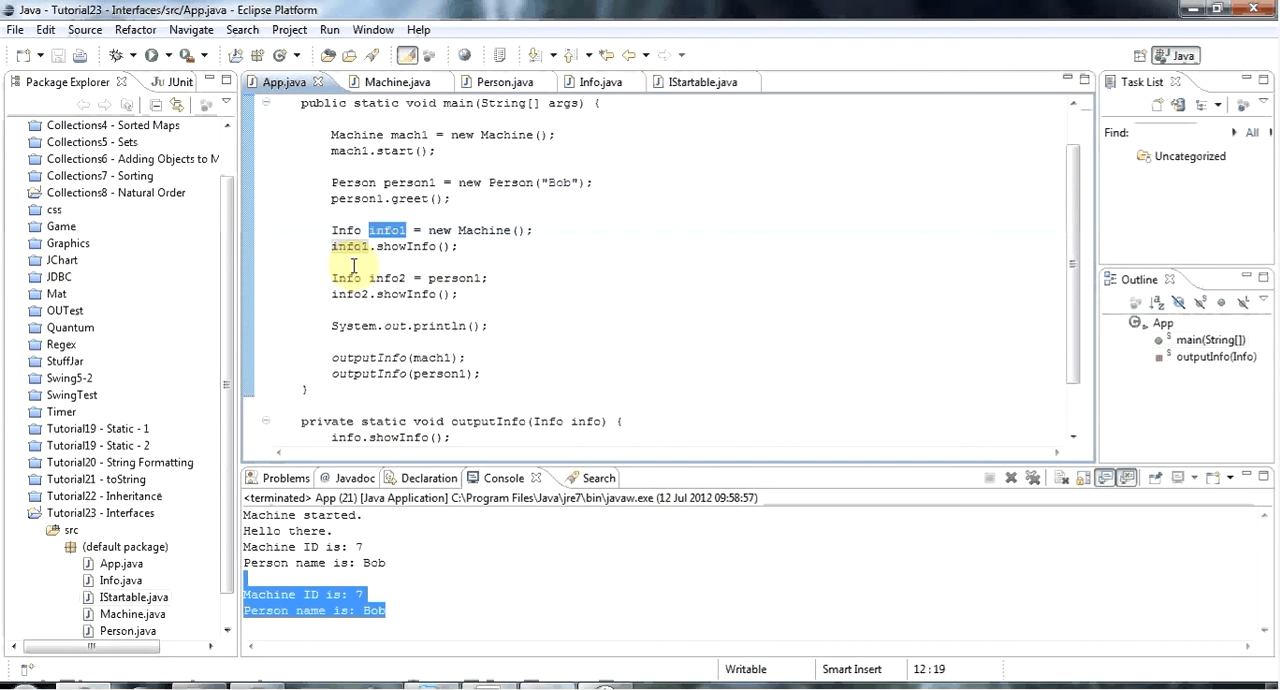 Java - Tutorial23 - Interfaces/src/App.java - Eclipse Platform
File Edit Source Refactor Navigate Search Project Run Window Help
Java
Package Explorer JUnit
App.java Machine.java Person.java Info.java IStartable.java
Task List
Find: All
Uncategorized
Collections4 - Sorted Maps
Collections5 - Sets
Collections6 - Adding Objects to M
Collections7 - Sorting
Collections8 - Natural Order
css
Game
Graphics
JChart
JDBC
Mat
OUTest
Quantum
Regex
StuffJar
Swing5-2
SwingTest
Timer
Tutorial19 - Static - 1
Tutorial19 - Static - 2
Tutorial20 - String Formatting
Tutorial21 - toString
Tutorial22 - Inheritance
Tutorial23 - Interfaces
src
(default package)
App.java
Info.java
IStartable.java
Machine.java
Person.java
public static void main(String[] args) {
Machine mach1 = new Machine();
mach1.start();
Person person1 = new Person("Bob");
person1.greet();
Info info1 = new Machine();
info1.showInfo();
Info info2 = person1;
info2.showInfo();
System.out.println();
outputInfo(mach1);
outputInfo(person1);
}
private static void outputInfo(Info info) {
info.showInfo();
Outline
App
main(String[])
outputInfo(Info)
Problems @ Javadoc Declaration Console Search
<terminated> App (21) [Java Application] C:\Program Files\Java\jre7\bin\javaw.exe (12 Jul 2012 09:58:57)
Machine started.
Hello there.
Machine ID is: 7
Person name is: Bob
Machine ID is: 7
Person name is: Bob
Writable Smart Insert 12:19